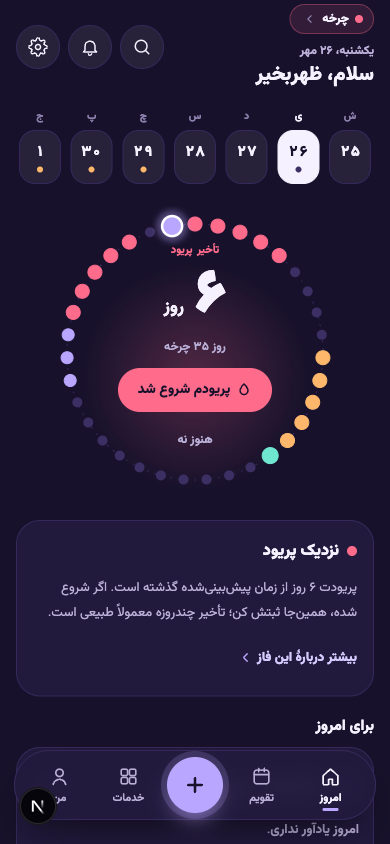 چرخه
یکشنبه، ۲۶ مهر
سلام، ظهربخیر
ش ی د س چ پ ج
۲۵ ۲۶ ۲۷ ۲۸ ۲۹ ۳۰ ۱
تأخیر پریود
۶ روز
روز ۳۵ چرخه
پریودم شروع شد
هنوز نه
نزدیک پریود
پریودت ۶ روز از زمان پیش‌بینی‌شده گذشته است. اگر شروع
شده، همین‌جا ثبتش کن؛ تأخیر چندروزه معمولاً طبیعی است.
بیشتر دربارهٔ این فاز
برای امروز
امروز تقویم خدمات من
N
امروز یادآور نداری.